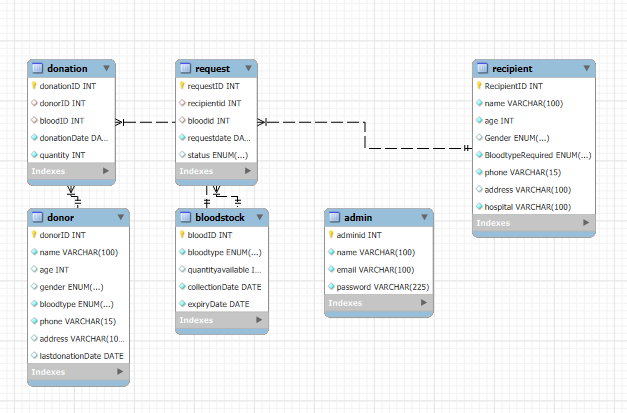 donation
donationID INT
donorID INT
bloodID INT
donationDate DA...
quantity INT
Indexes
request
requestID INT
recipientid INT
bloodid INT
requestdate DA...
status ENUM(...)
Indexes
recipient
RecipientID INT
name VARCHAR(100)
age INT
Gender ENUM(...)
BloodtypeRequired ENUM(...)
phone VARCHAR(15)
address VARCHAR(100)
hospital VARCHAR(100)
Indexes
donor
donorID INT
name VARCHAR(100)
age INT
gender ENUM(...)
bloodtype ENUM(...)
phone VARCHAR(15)
address VARCHAR(10...
lastdonationDate DATE
Indexes
bloodstock
bloodID INT
bloodtype ENUM(...)
quantityavailable I...
collectionDate DATE
expiryDate DATE
Indexes
admin
adminid INT
name VARCHAR(100)
email VARCHAR(100)
password VARCHAR(225)
Indexes